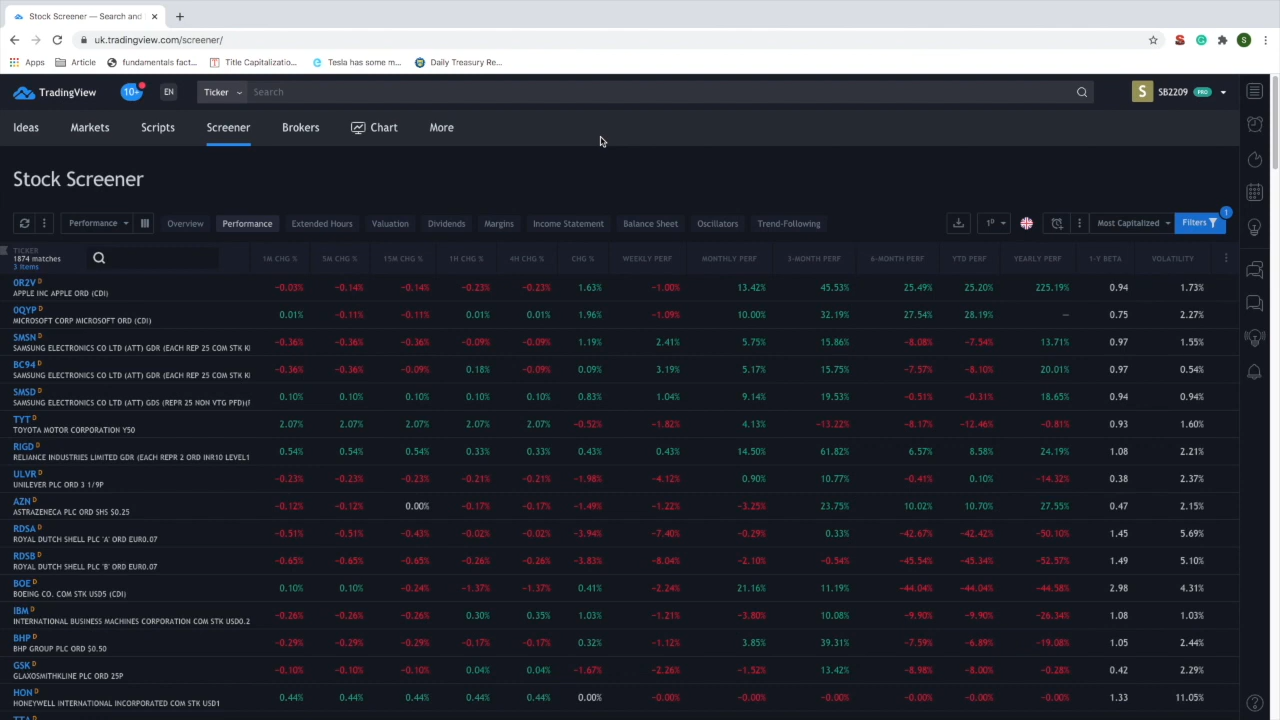 Stock Screener — Search and
uk.tradingview.com/screener/
Apps Article fundamentals fact... Title Capitalizatio... Tesla has some m... Daily Treasury Re...
TradingView 10+ EN Ticker Search S SB2209 PRO
Ideas Markets Scripts Screener Brokers Chart More
Stock Screener
Performance Overview Performance Extended Hours Valuation Dividends Margins Income Statement Balance Sheet Oscillators Trend-Following 1D Most Capitalized Filters 1
TICKER 1M CHG % 5M CHG % 15M CHG % 1H CHG % 4H CHG % CHG % WEEKLY PERF MONTHLY PERF 3-MONTH PERF 6-MONTH PERF YTD PERF YEARLY PERF 1-Y BETA VOLATILITY
1874 matches
3 Items
0R2V D −0.03% −0.14% −0.14% −0.23% −0.23% 1.63% −1.00% 13.42% 45.53% 25.49% 25.20% 225.19% 0.94 1.73%
APPLE INC APPLE ORD (CDI)
0QYP D 0.01% −0.11% −0.11% 0.01% 0.01% 1.96% −1.09% 10.00% 32.19% 27.54% 28.19% — 0.75 2.27%
MICROSOFT CORP MICROSOFT ORD (CDI)
SMSN D −0.36% −0.36% −0.36% −0.09% −0.09% 1.19% 2.41% 5.75% 15.86% −8.08% −7.54% 13.71% 0.97 1.55%
SAMSUNG ELECTRONICS CO LTD (ATT) GDR (EACH REP 25 COM STK K
BC94 D −0.36% −0.36% −0.09% 0.18% −0.09% 0.09% 3.19% 5.17% 15.75% −7.57% −8.10% 20.01% 0.97 0.54%
SAMSUNG ELECTRONICS CO LTD (ATT) GDR (EACH REP 25 COM STK K
SMSD D 0.10% 0.10% 0.10% 0.10% 0.10% 0.83% 1.04% 9.14% 19.53% −0.51% −0.31% 18.65% 0.94 0.94%
SAMSUNG ELECTRONICS CO LTD (ATT) GDS (REPR 25 NON VTG PFD)(
TYT D 2.07% 2.07% 2.07% 2.07% 2.07% −0.52% −1.82% 4.13% −13.22% −8.17% −12.46% −0.81% 0.93 1.60%
TOYOTA MOTOR CORPORATION Y50
RIGD D 0.54% 0.54% 0.54% 0.33% 0.33% 0.43% 0.43% 14.50% 61.82% 6.57% 8.58% 24.19% 1.08 2.21%
RELIANCE INDUSTRIES LIMITED GDR (EACH REPR 2 ORD INR10 LEVEL1
ULVR D −0.23% −0.23% −0.23% −0.21% −0.21% −1.98% −4.12% 0.90% 10.77% −0.41% 0.10% −14.32% 0.38 2.37%
UNILEVER PLC ORD 3 1/9P
AZN D −0.12% −0.12% 0.00% −0.17% −0.17% −1.49% −1.22% −3.25% 23.75% 10.02% 10.70% 27.55% 0.47 2.15%
ASTRAZENECA PLC ORD SHS $0.25
RDSA D −0.51% −0.51% −0.43% −0.02% −0.02% −3.94% −7.40% −0.29% 0.33% −42.67% −42.42% −50.10% 1.45 5.69%
ROYAL DUTCH SHELL PLC 'A' ORD EUR0.07
RDSB D −0.65% −0.65% −0.65% −0.26% −0.26% −3.83% −8.04% −2.10% −0.54% −45.54% −45.34% −52.57% 1.49 5.10%
ROYAL DUTCH SHELL PLC 'B' ORD EUR0.07
BOE D 0.10% 0.10% −0.24% −1.37% −1.37% 0.41% −2.24% 21.16% 11.19% −44.04% −44.04% −44.58% 2.98 4.31%
BOEING CO. COM STK USD5 (CDI)
IBM D −0.26% −0.26% −0.26% 0.30% 0.35% 1.03% −1.21% −3.80% 10.08% −9.90% −9.90% −26.34% 1.08 1.03%
INTERNATIONAL BUSINESS MACHINES CORPORATION COM STK USD0.2
BHP D −0.29% −0.29% −0.29% −0.17% −0.17% 0.32% −1.12% 3.85% 39.31% −7.59% −6.89% −19.08% 1.05 2.44%
BHP GROUP PLC ORD $0.50
GSK D −0.10% −0.10% −0.10% 0.04% 0.04% −1.67% −2.26% −1.52% 13.42% −8.98% −8.00% −0.28% 0.42 2.29%
GLAXOSMITHKLINE PLC ORD 25P
HON D 0.44% 0.44% 0.44% 0.44% 0.44% 0.00% −0.00% −0.00% −0.00% −0.00% −0.00% −0.00% 1.33 11.05%
HONEYWELL INTERNATIONAL INCORPORATED COM STK USD1